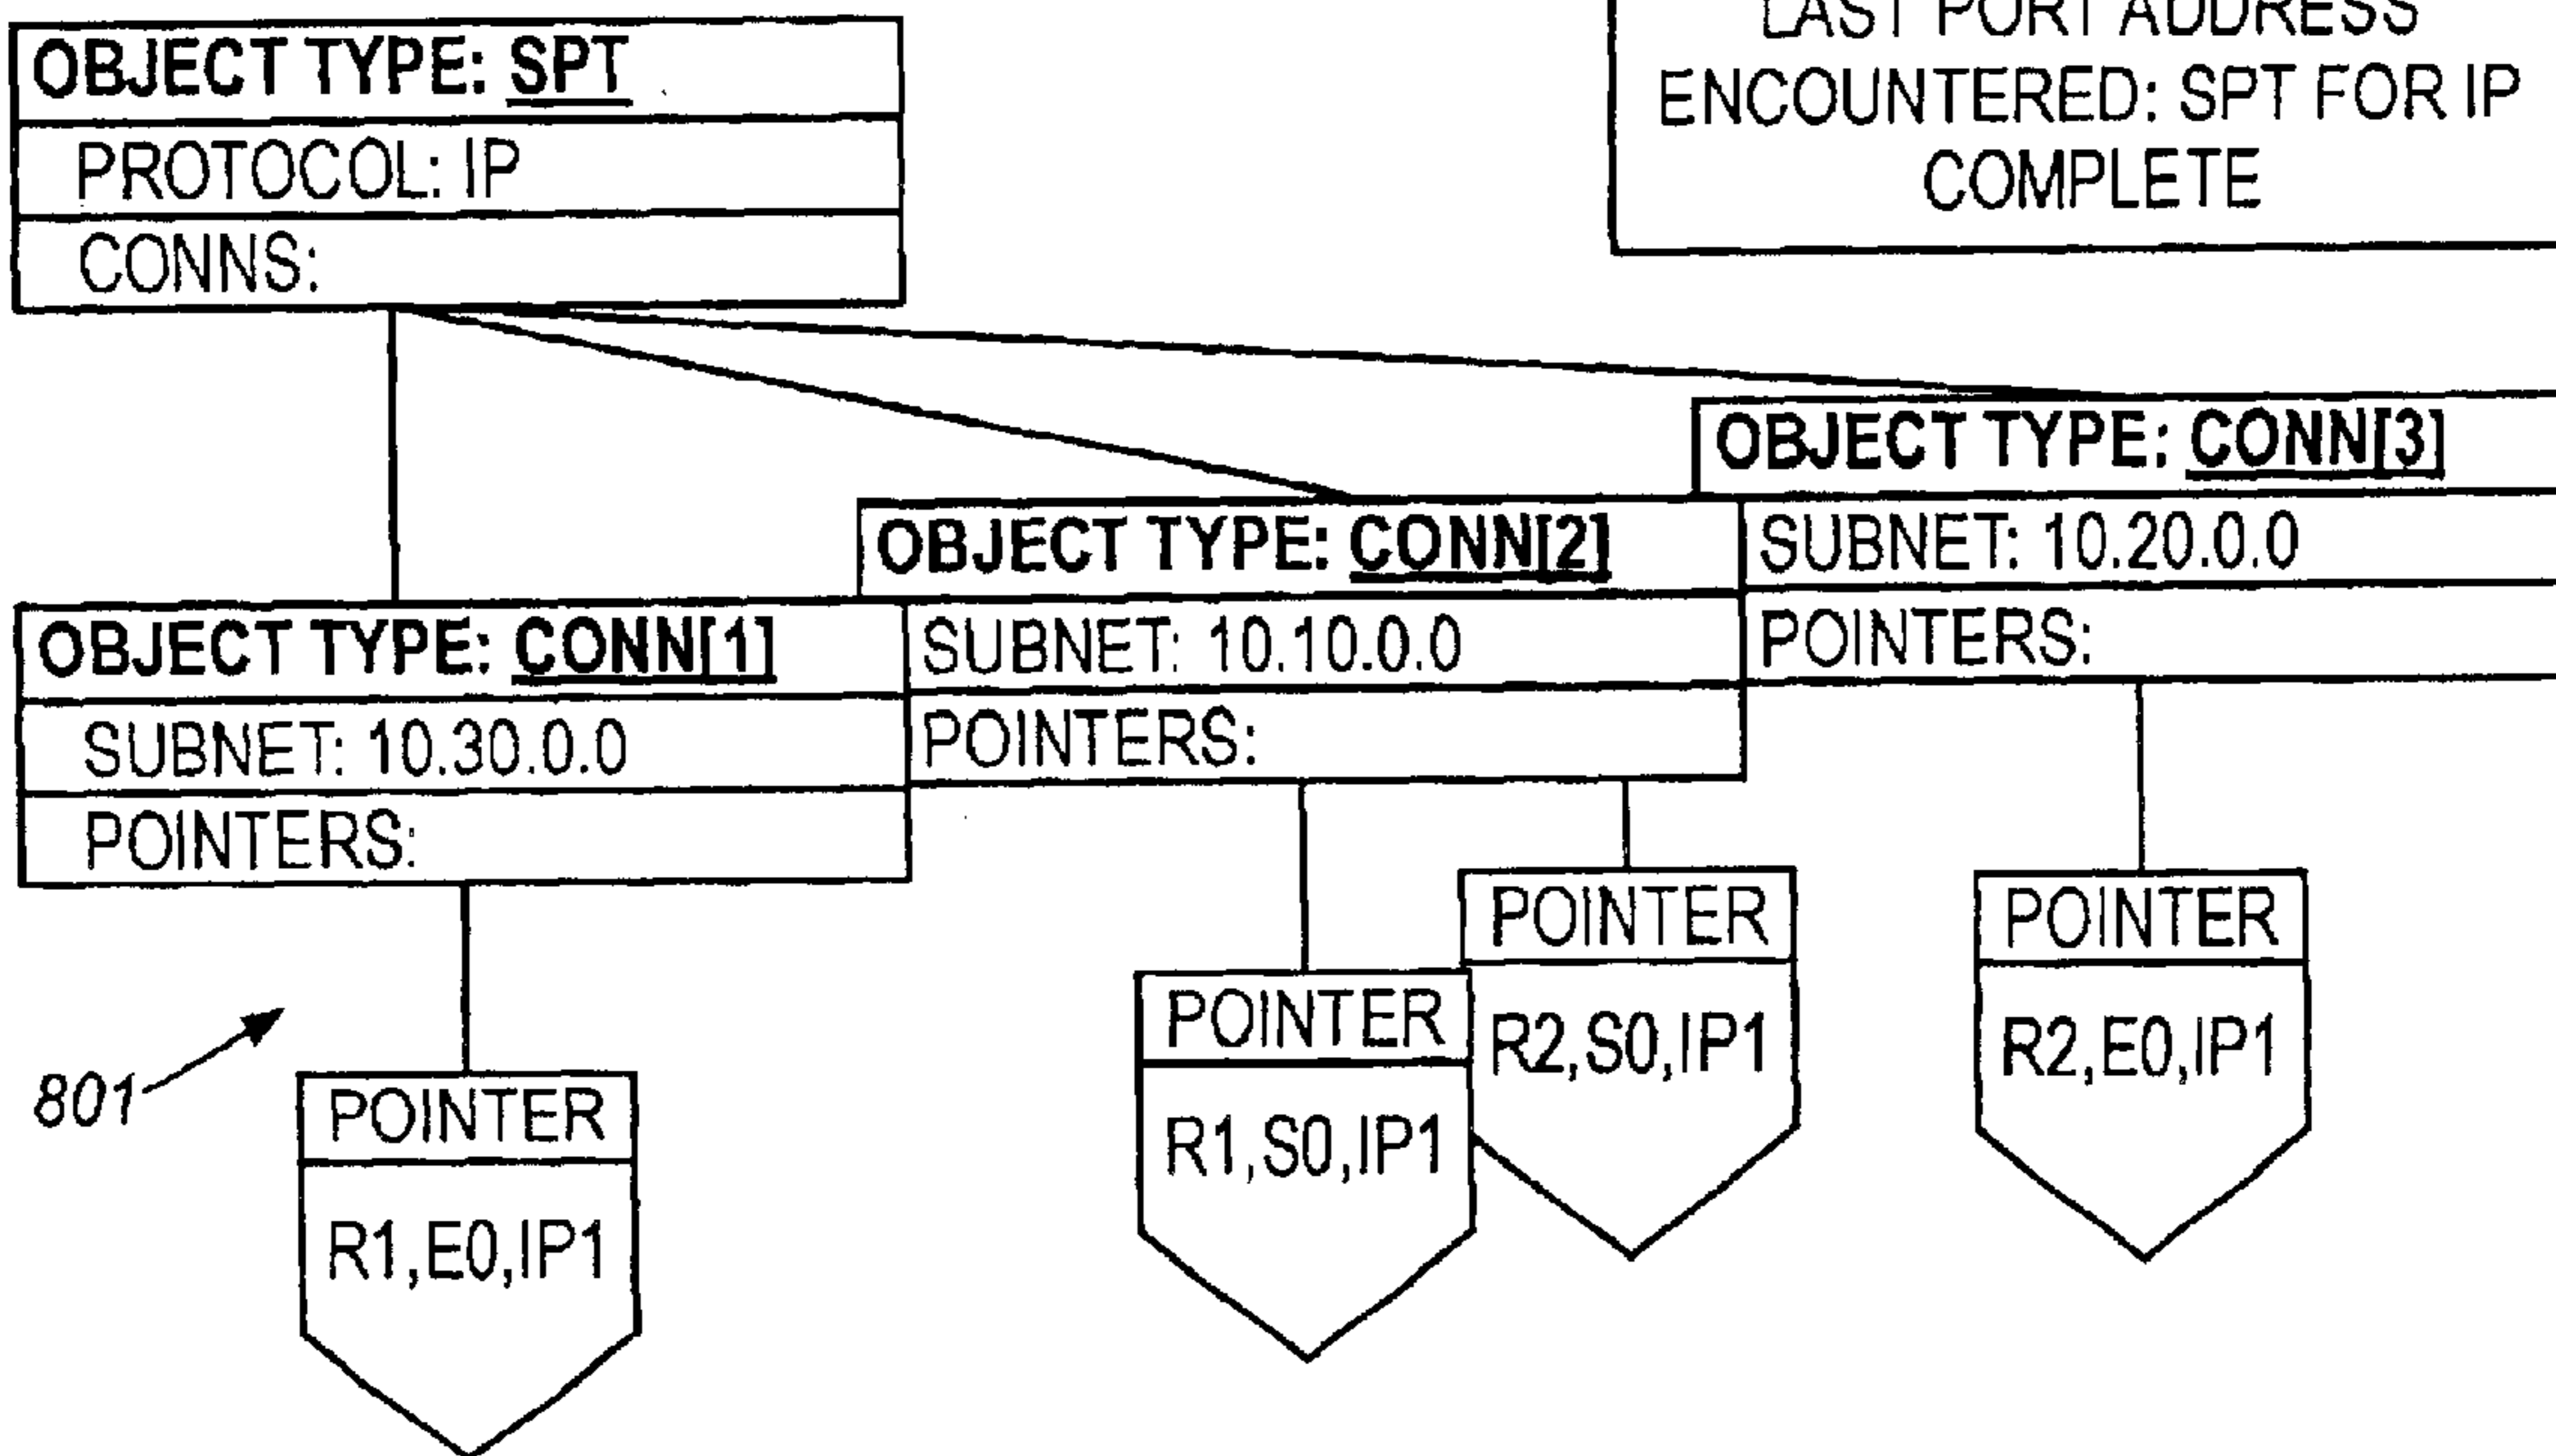 LAST PORT ADDRESS
ENCOUNTERED: SPT FOR IP
COMPLETE
OBJECT TYPE: SPT
PROTOCOL: IP
CONNS:
OBJECT TYPE: CONN[3]
SUBNET: 10.20.0.0
POINTERS:
OBJECT TYPE: CONN[2]
SUBNET: 10.10.0.0
POINTERS:
OBJECT TYPE: CONN[1]
SUBNET: 10.30.0.0
POINTERS:
POINTER
R2,S0,IP1
POINTER
R2,E0,IP1
POINTER
R1,S0,IP1
801
POINTER
R1,E0,IP1